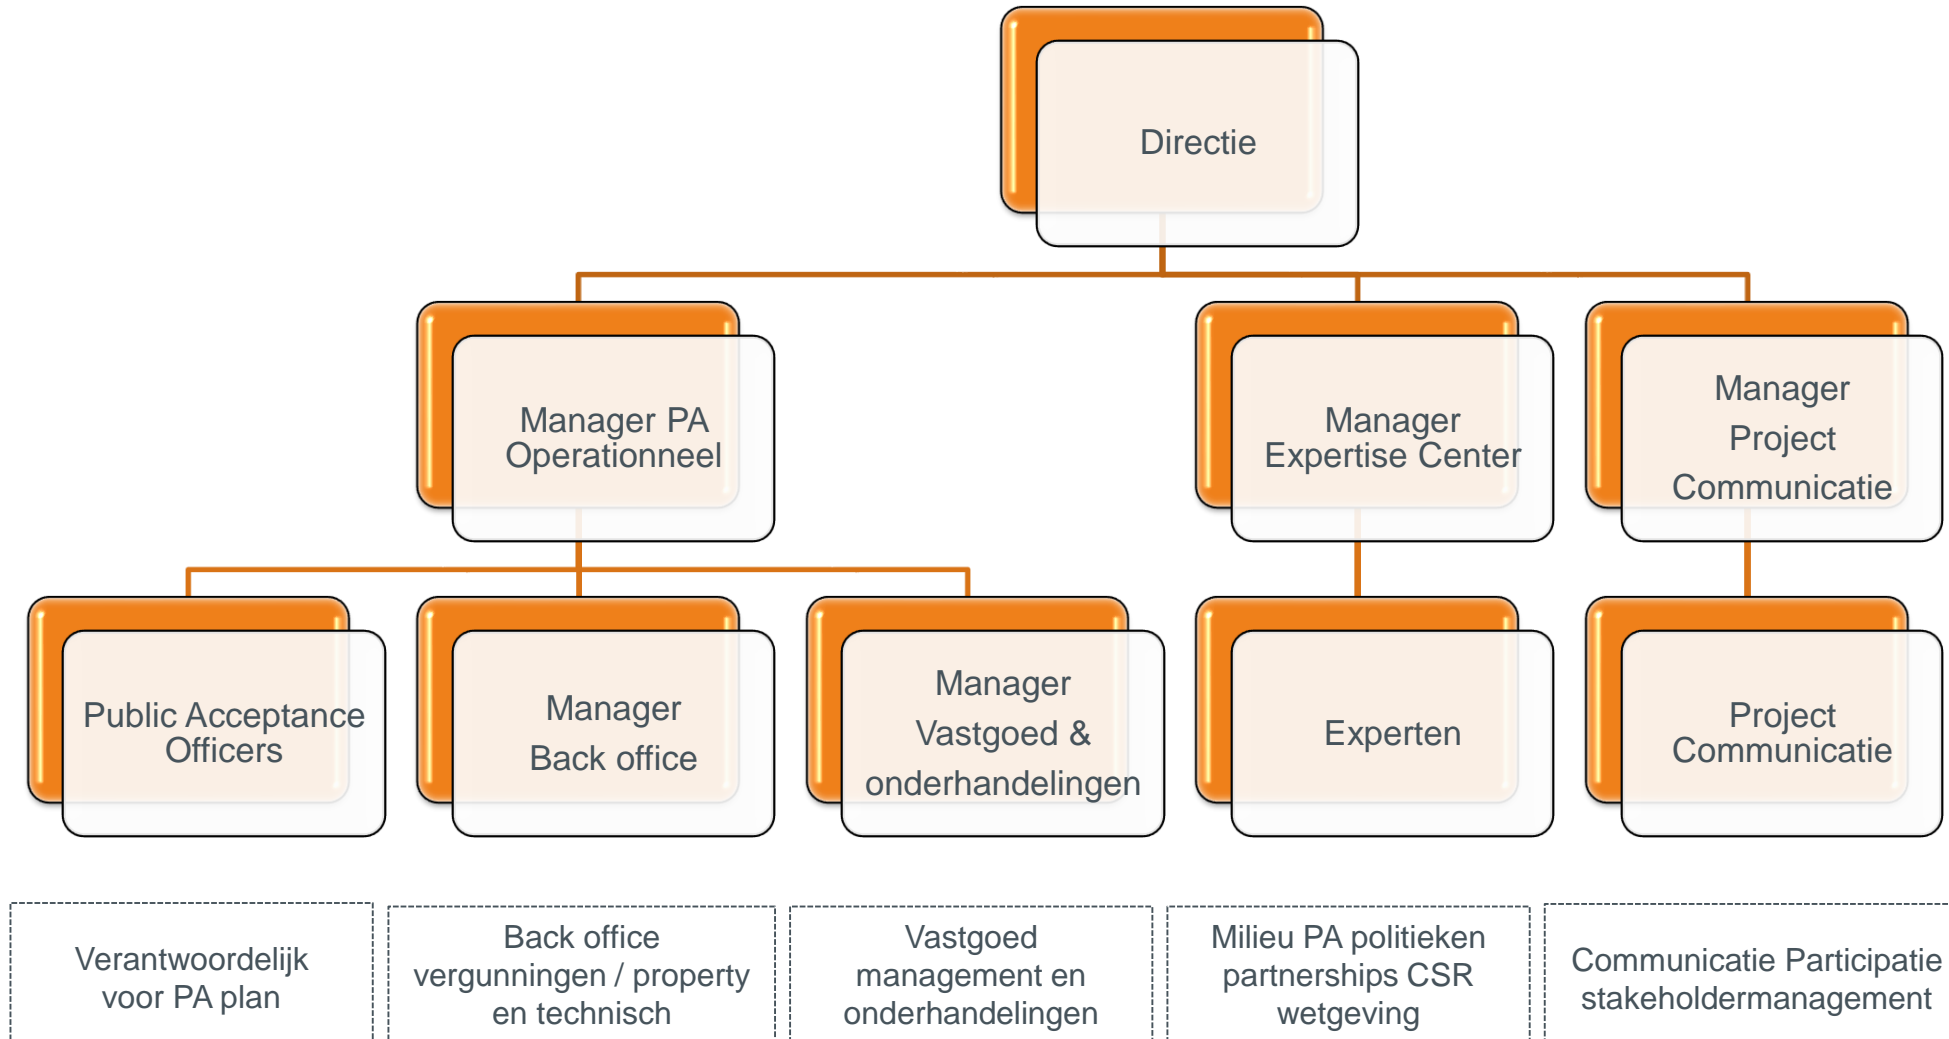 Directie
Manager PA
Operationneel
Manager
Expertise Center
Manager
Project
Communicatie
Public Acceptance
Officers
Manager
Back office
Manager
Vastgoed &
onderhandelingen
Experten
Project
Communicatie
Verantwoordelijk
voor PA plan
Back office
vergunningen / property
en technisch
Vastgoed
management en
onderhandelingen
Milieu PA politieken
partnerships CSR
wetgeving
Communicatie Participatie
stakeholdermanagement